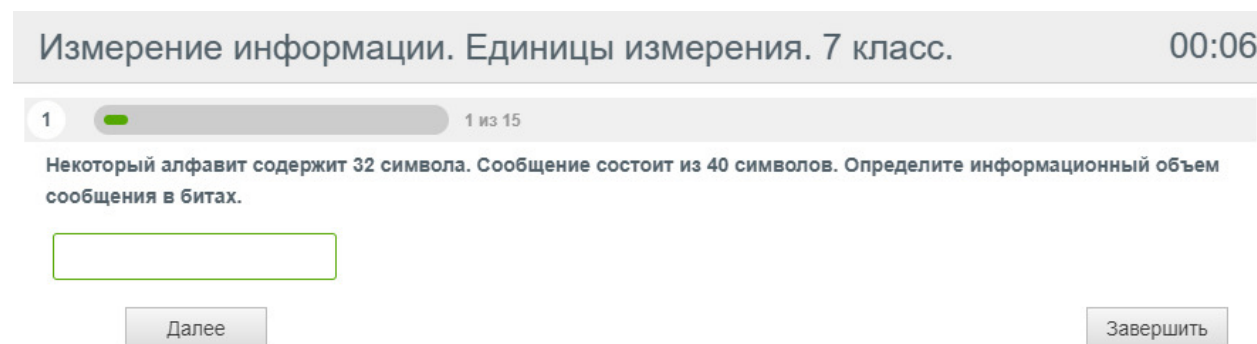 Измерение информации. Единицы измерения. 7 класс. 00:06
1 1 из 15
Некоторый алфавит содержит 32 символа. Сообщение состоит из 40 символов. Определите информационный объем
сообщения в битах.
Далее Завершить